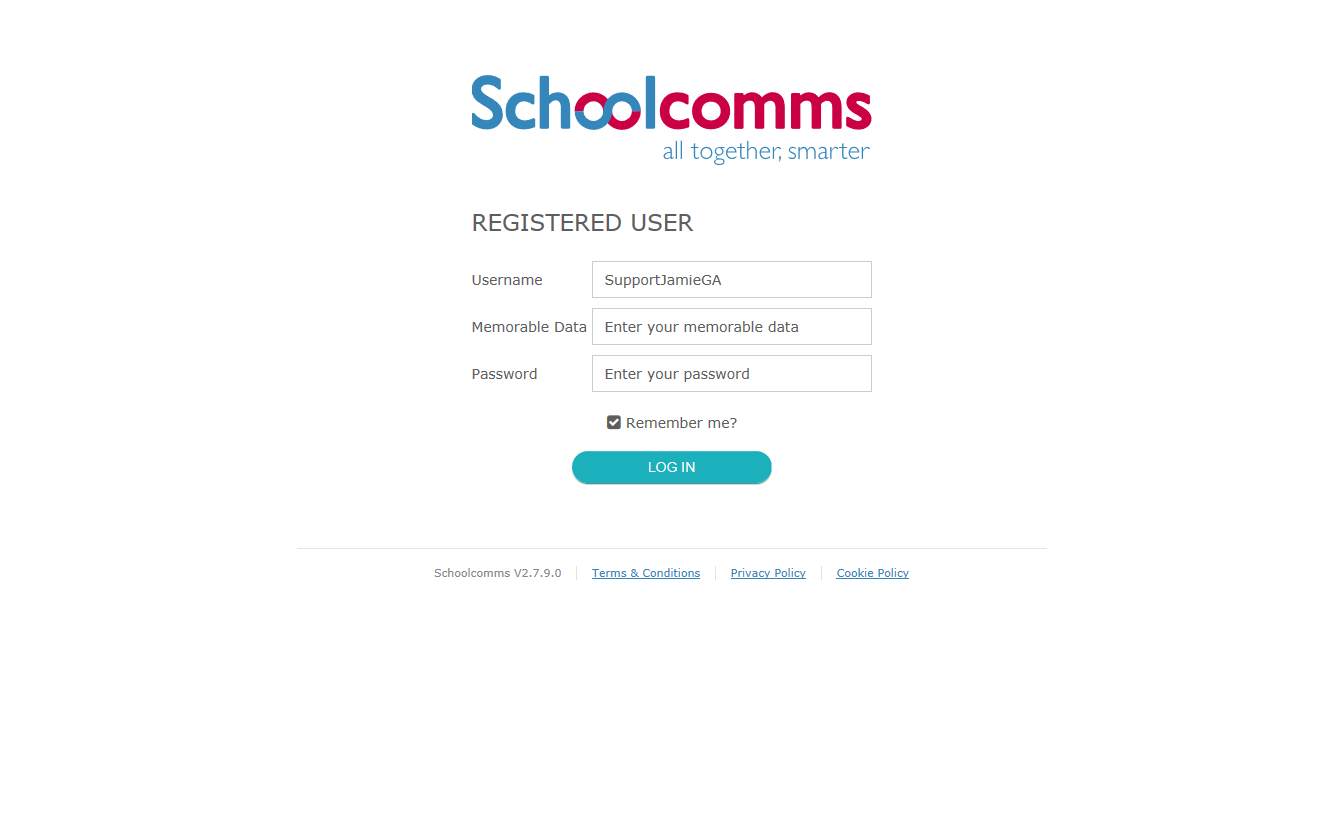 Schoolcomms
all together, smarter
REGISTERED USER
Username SupportJamieGA
Memorable Data Enter your memorable data
Password Enter your password
Remember me?
LOG IN
Schoolcomms V2.7.9.0 Terms & Conditions Privacy Policy Cookie Policy